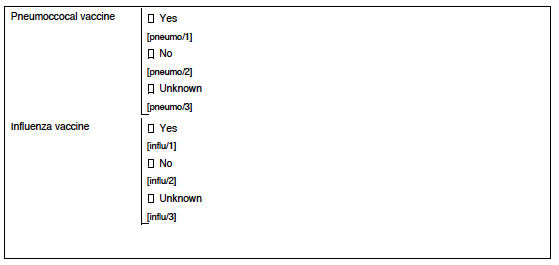 Pneumoccocal vaccine
Yes
[pneumo/1]
No
[pneumo/2]
Unknown
[pneumo/3]
Influenza vaccine
Yes
[influ/1]
No
[influ/2]
Unknown
[influ/3]